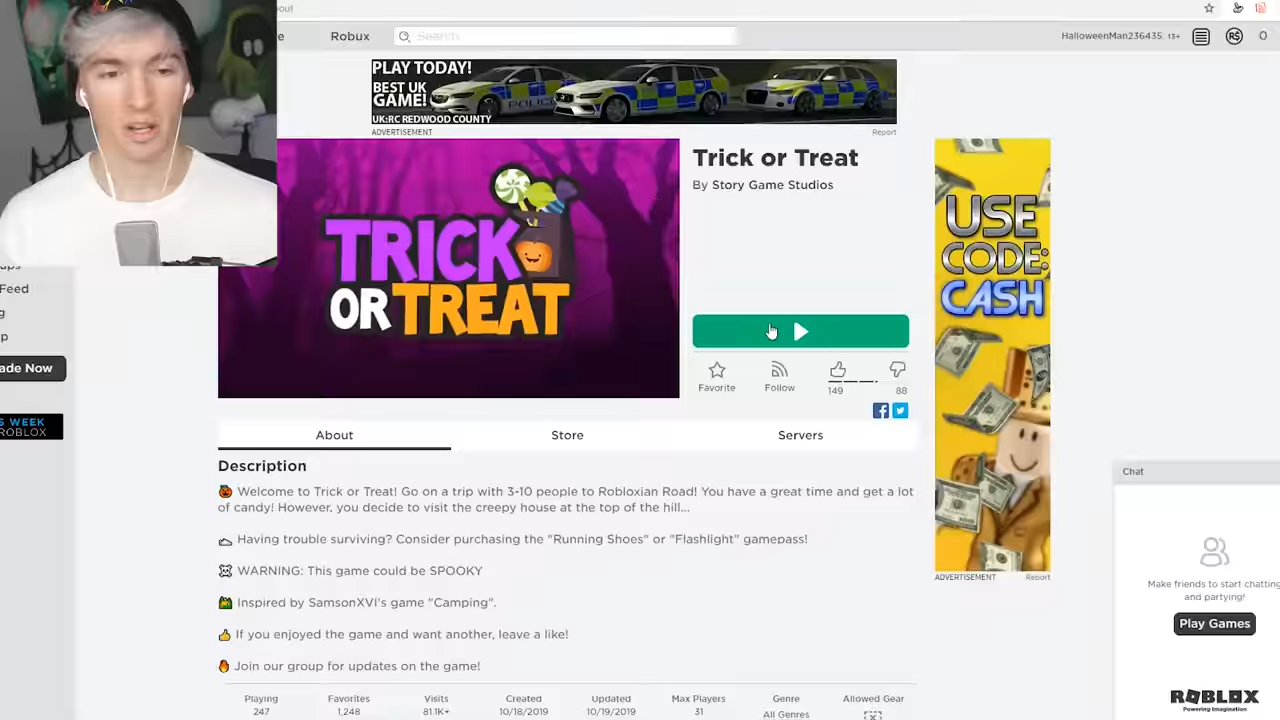 out
e
Robux
Search
HalloweenMan236435: 13+
0
PLAY TODAY!
BEST UK
GAME!
POLICE
UK:RC REDWOOD COUNTY
ADVERTISEMENT
Report
TRICK
OR TREAT
Trick or Treat
By Story Game Studios
Favorite
Follow
149
88
USE
CODE:
CASH
ADVERTISEMENT
Report
ups
Feed
g
p
ade Now
S WEEK
ROBLOX
About
Store
Servers
Description
🎃 Welcome to Trick or Treat! Go on a trip with 3-10 people to Robloxian Road! You have a great time and get a lot
of candy! However, you decide to visit the creepy house at the top of the hill...
Having trouble surviving? Consider purchasing the "Running Shoes" or "Flashlight" gamepass!
WARNING: This game could be SPOOKY
Inspired by SamsonXVI's game "Camping".
👍 If you enjoyed the game and want another, leave a like!
🔥 Join our group for updates on the game!
Playing
Favorites
Visits
Created
Updated
Max Players
Genre
Allowed Gear
247
1,248
81.1K+
10/18/2019
10/19/2019
31
All Genres
Chat
Make friends to start chatting
and partying!
Play Games
ROBLOX
Powering Imagination